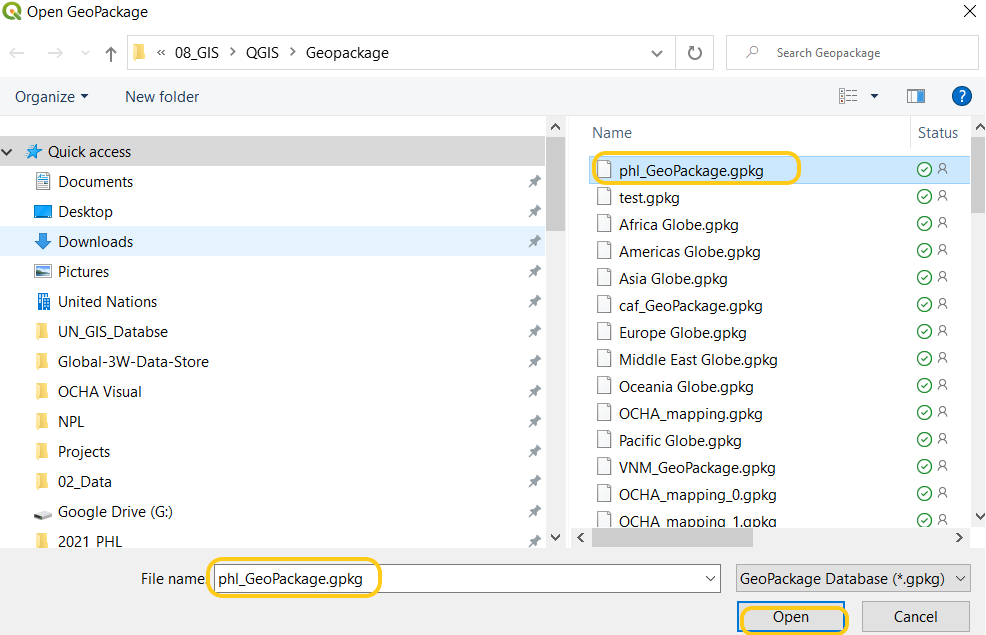 Open GeoPackage
« 08_GIS > QGIS > Geopackage
Search Geopackage
Organize
New folder
?
Quick access
Documents
Desktop
Downloads
Pictures
United Nations
UN_GIS_Databse
Global-3W-Data-Store
OCHA Visual
NPL
Projects
02_Data
Google Drive (G:)
2021_PHL
Name
Status
phl_GeoPackage.gpkg
test.gpkg
Africa Globe.gpkg
Americas Globe.gpkg
Asia Globe.gpkg
caf_GeoPackage.gpkg
Europe Globe.gpkg
Middle East Globe.gpkg
Oceania Globe.gpkg
OCHA_mapping.gpkg
Pacific Globe.gpkg
VNM_GeoPackage.gpkg
OCHA_mapping_0.gpkg
OCHA_mapping_1.gpkg
File name
phl_GeoPackage.gpkg
GeoPackage Database (*.gpkg)
Open
Cancel